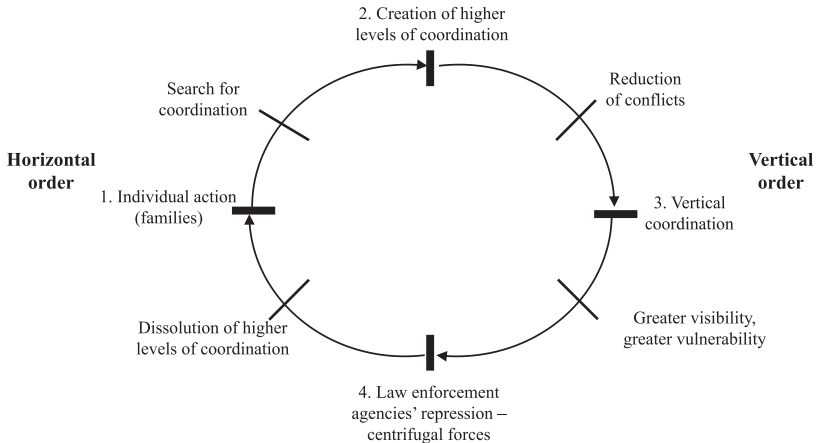 2. Creation of higher
levels of coordination
Search for
coordination
Reduction
of conflicts
Horizontal
order
Vertical
order
1. Individual action
(families)
3. Vertical
coordination
Dissolution of higher
levels of coordination
Greater visibility,
greater vulnerability
4. Law enforcement
agencies’ repression –
centrifugal forces